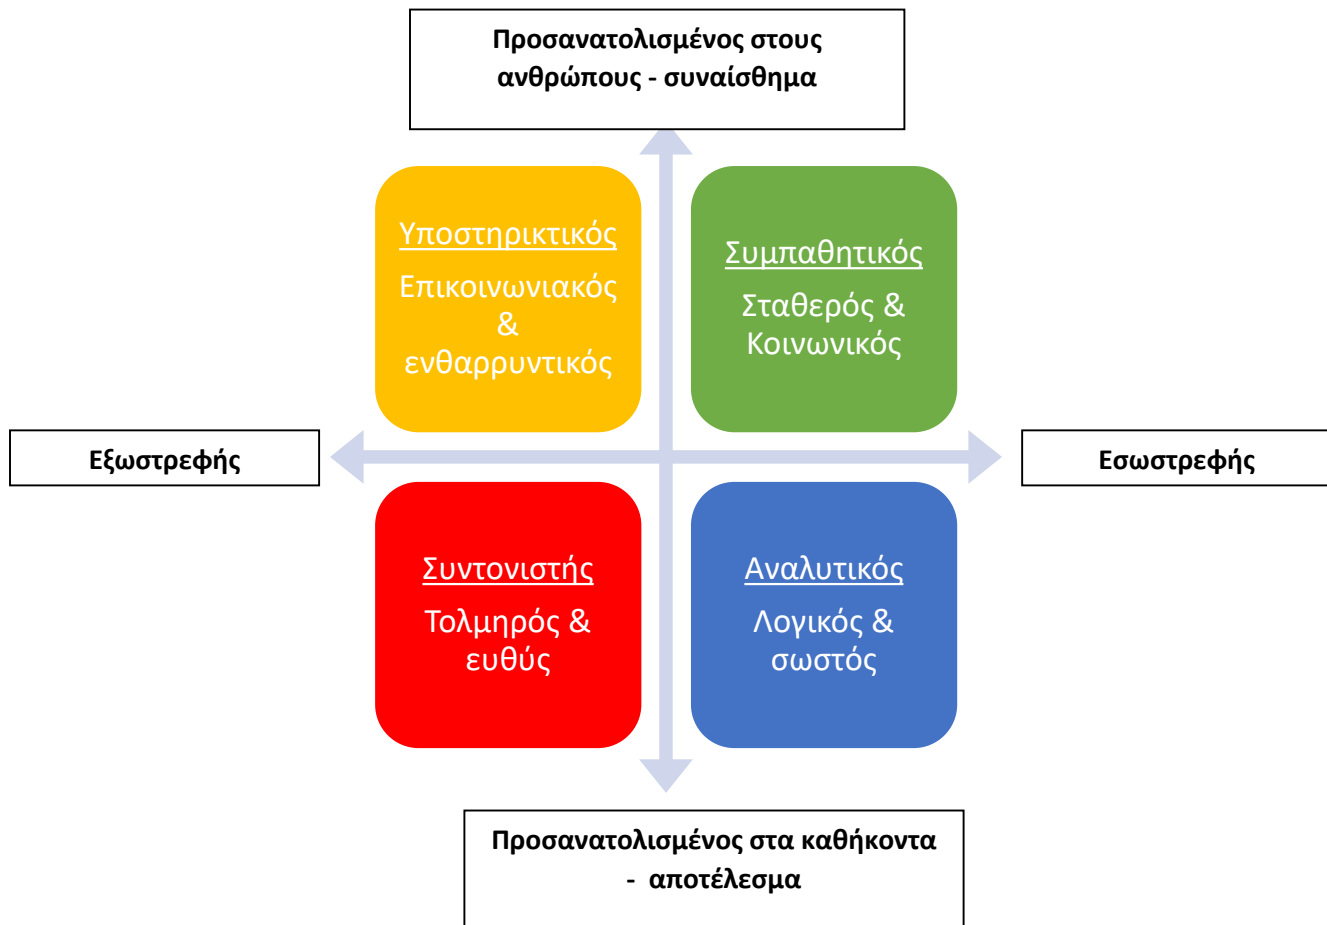 Προσανατολισμένος στους
ανθρώπους - συναίσθημα
Υποστηρικτικός
Επικοινωνιακός
&
ενθαρρυντικός
Συμπαθητικός
Σταθερός &
Κοινωνικός
Εξωστρεφής
Εσωστρεφής
Συντονιστής
Τολμηρός &
ευθύς
Αναλυτικός
Λογικός &
σωστός
Προσανατολισμένος στα καθήκοντα
- αποτέλεσμα